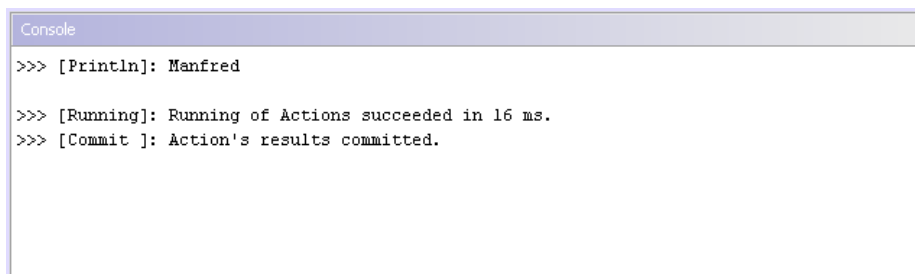 Console
>>> [Println]: Manfred
>>> [Running]: Running of Actions succeeded in 16 ms.
>>> [Commit ]: Action's results committed.